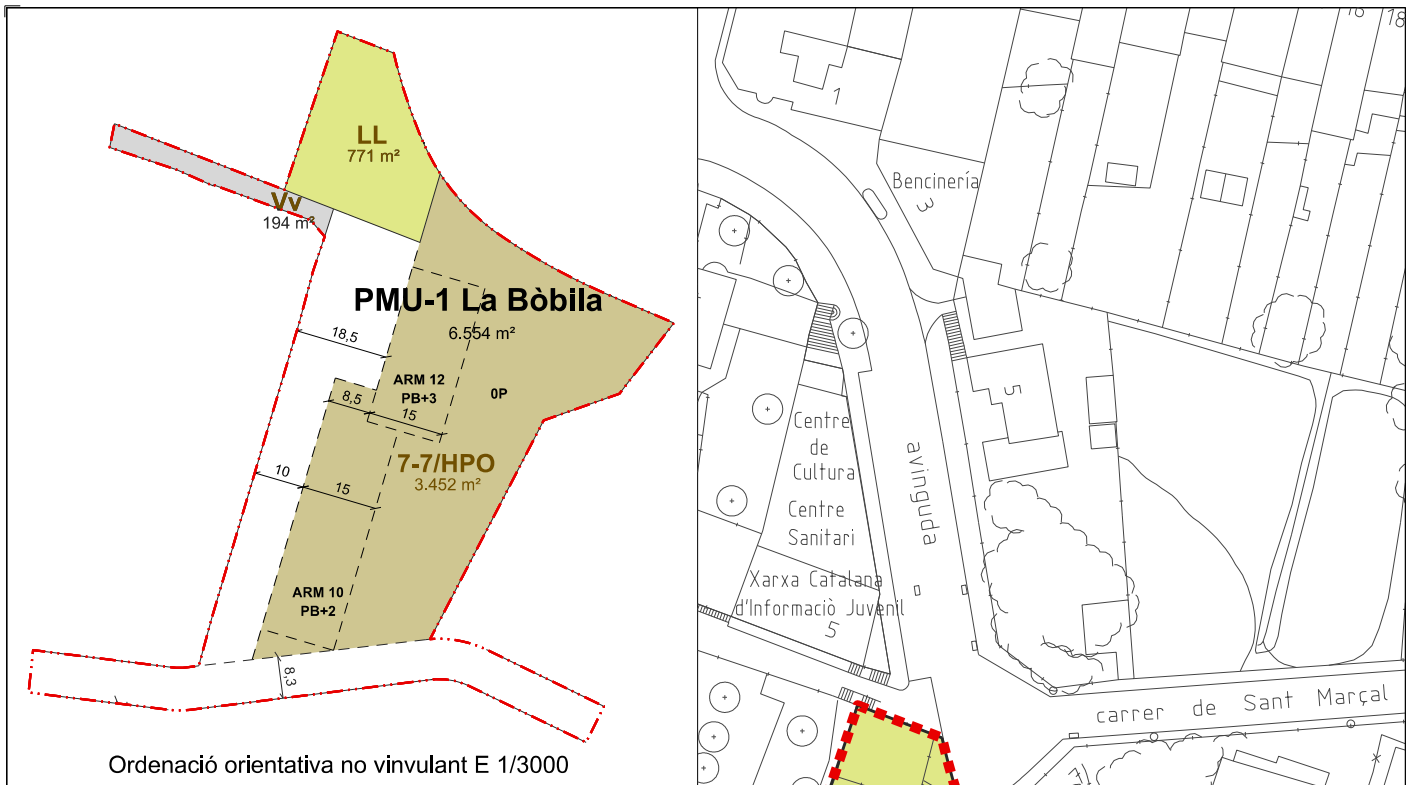 LL
771 m²
Vv
194 m²
PMU-1 La Bòbila
6.554 m²
18,5
ARM 12
PB+3
0P
8,5
15
7-7/HPO
3.452 m²
10
15
ARM 10
PB+2
8,3
Ordenació orientativa no vinvulant E 1/3000
18
1
Bencinería
3
5
Centre
de
Cultura
avinguda
Centre
Sanitari
Xarxa Catalana
d'Informació Juvenil
5
carrer de Sant Marçal